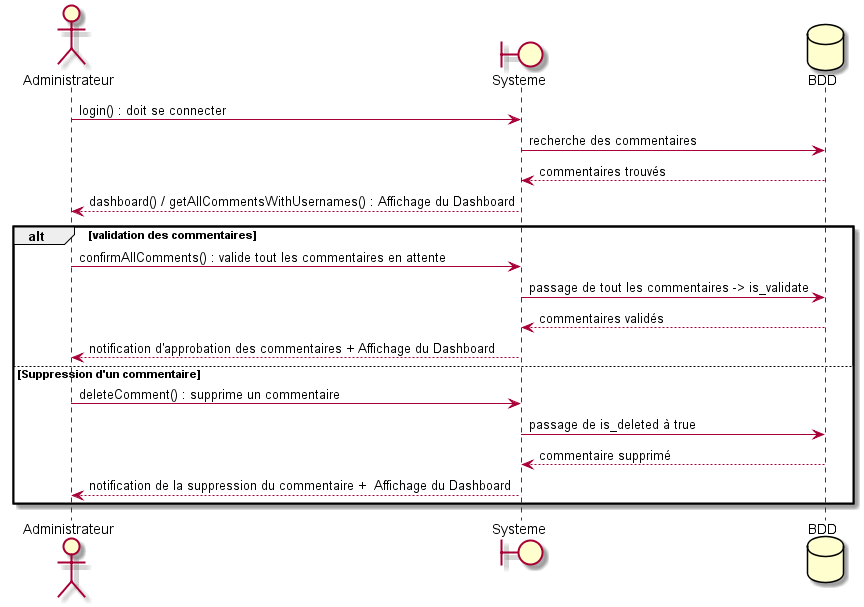 Administrateur
Systeme
BDD
login() : doit se connecter
recherche des commentaires
commentaires trouvés
dashboard() / getAllCommentsWithUsernames() : Affichage du Dashboard
alt
[validation des commentaires]
confirmAllComments() : valide tout les commentaires en attente
passage de tout les commentaires -> is_validate
commentaires validés
notification d'approbation des commentaires + Affichage du Dashboard
[Suppression d'un commentaire]
deleteComment() : supprime un commentaire
passage de is_deleted à true
commentaire supprimé
notification de la suppression du commentaire + Affichage du Dashboard
Administrateur
Systeme
BDD